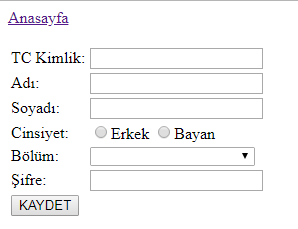 Anasayfa
TC Kimlik:
Adı:
Soyadı:
Cinsiyet: Erkek Bayan
Bölüm:
Şifre:
KAYDET